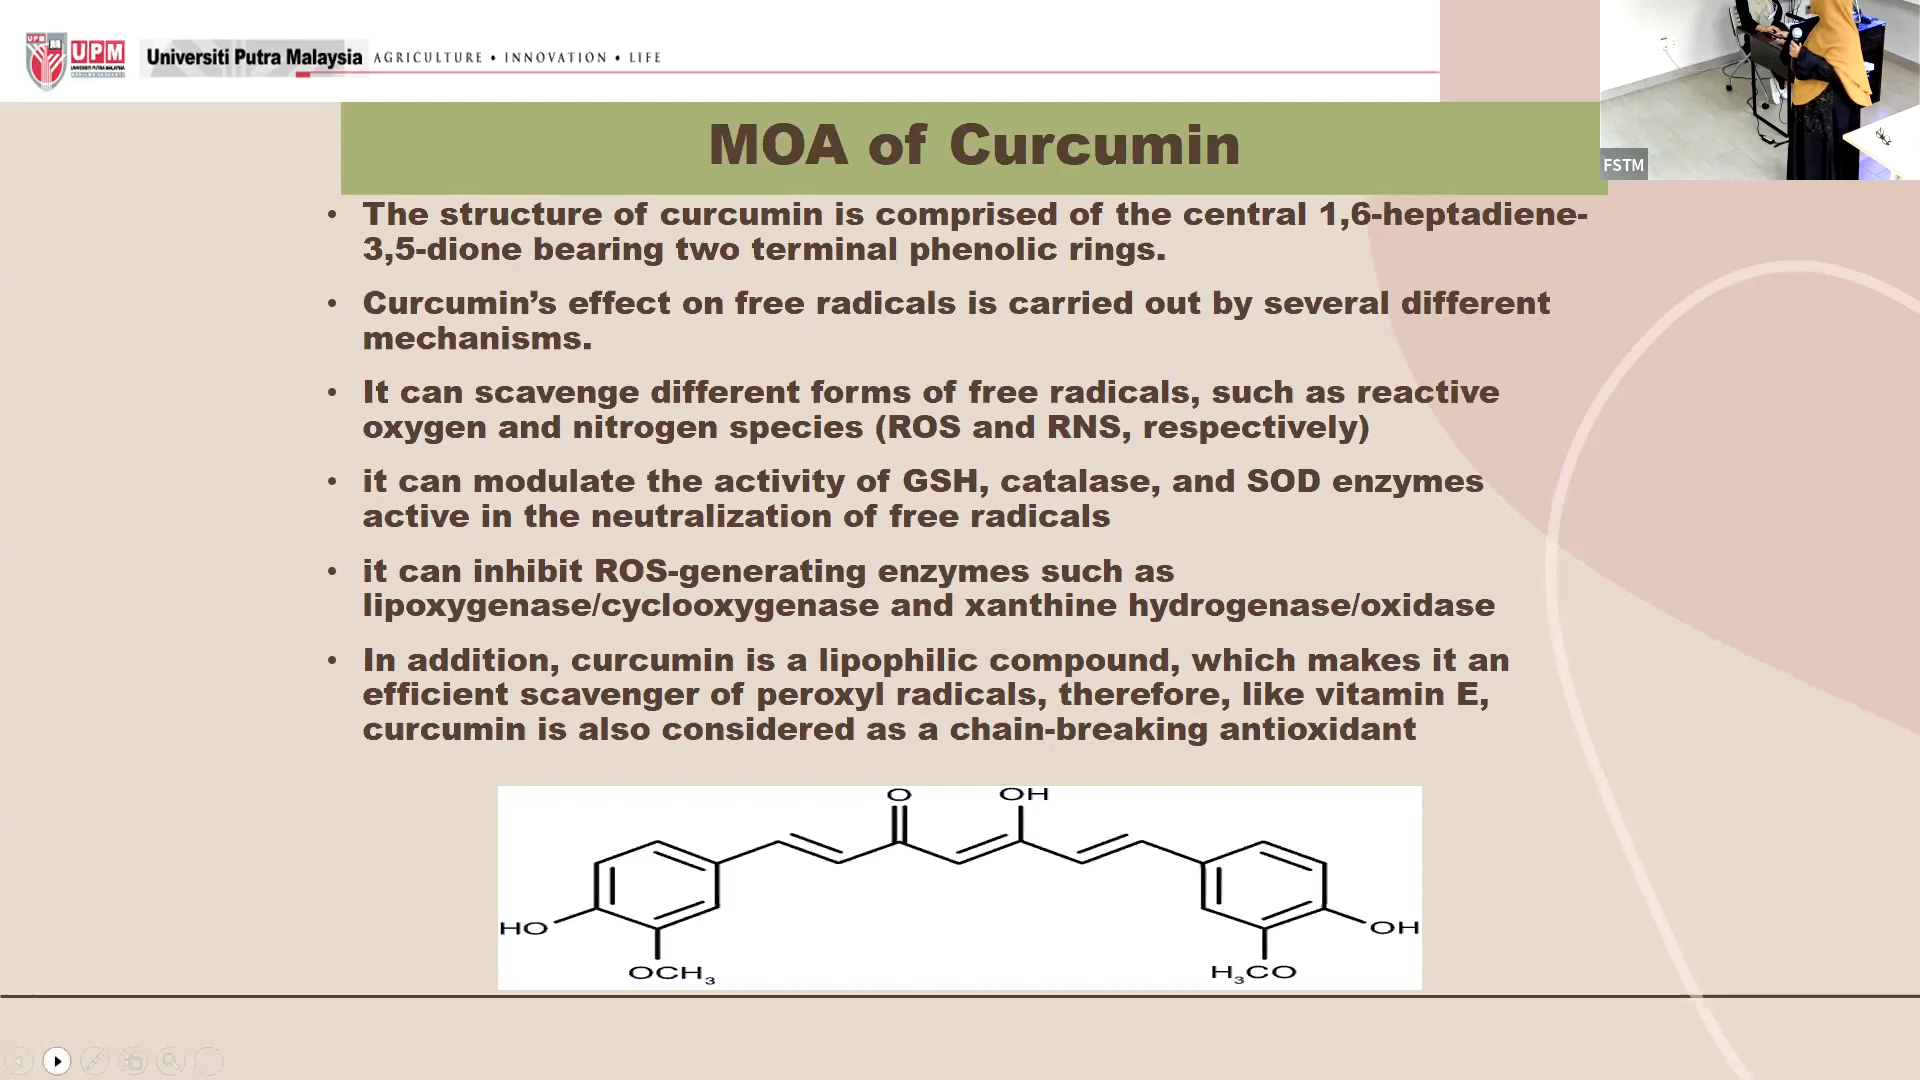 UPM
UPM
UNIVERSITI PUTRA MALAYSIA
Universiti Putra Malaysia
AGRICULTURE • INNOVATION • LIFE
FSTM
MOA of Curcumin
• The structure of curcumin is comprised of the central 1,6-heptadiene-
3,5-dione bearing two terminal phenolic rings.
• Curcumin’s effect on free radicals is carried out by several different
mechanisms.
• It can scavenge different forms of free radicals, such as reactive
oxygen and nitrogen species (ROS and RNS, respectively)
• it can modulate the activity of GSH, catalase, and SOD enzymes
active in the neutralization of free radicals
• it can inhibit ROS-generating enzymes such as
lipoxygenase/cyclooxygenase and xanthine hydrogenase/oxidase
• In addition, curcumin is a lipophilic compound, which makes it an
efficient scavenger of peroxyl radicals, therefore, like vitamin E,
curcumin is also considered as a chain-breaking antioxidant
O OH
HO OH
OCH3 H3CO